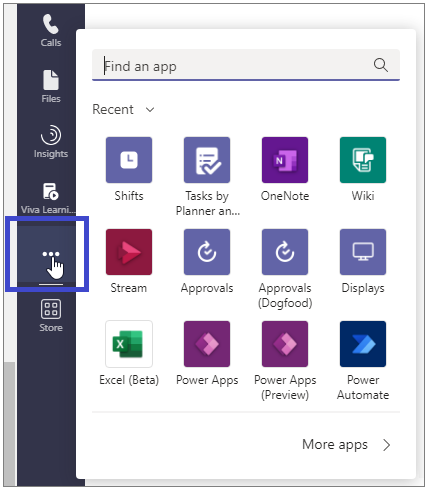 Calls
Files
Insights
Viva Learni...
Store
Find an app
Recent
Shifts
Tasks by
Planner an...
OneNote
N
Wiki
Stream
Approvals
Approvals
(Dogfood)
Displays
X
Excel (Beta)
Power Apps
Power Apps
(Preview)
Power
Automate
More apps